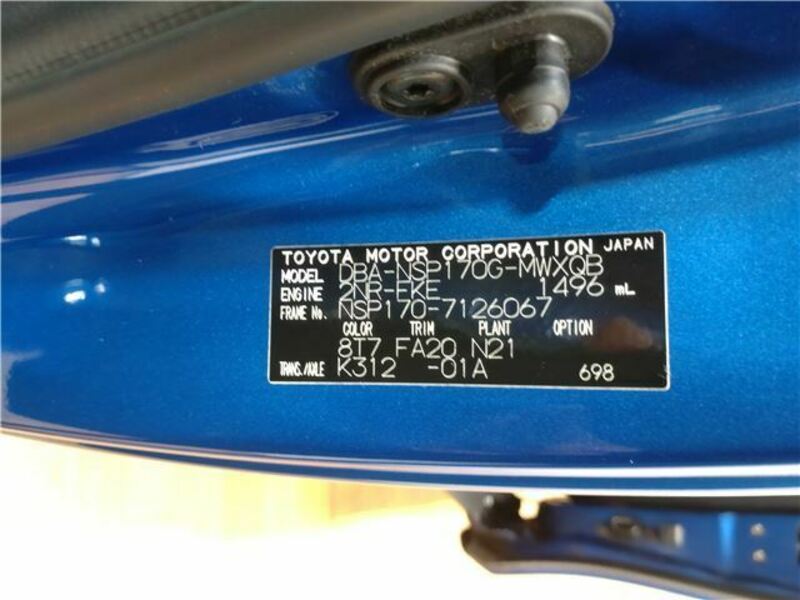 TOYOTA MOTOR CORPORATION JAPAN
MODEL DBA-NSP170G-MWXQB
ENGINE 2NR-FKE 1496 mL
FRAME No. NSP170-7126067
COLOR TRIM PLANT OPTION
8I7 FA20 N21
TRANS./AXLE K312 -01A 698